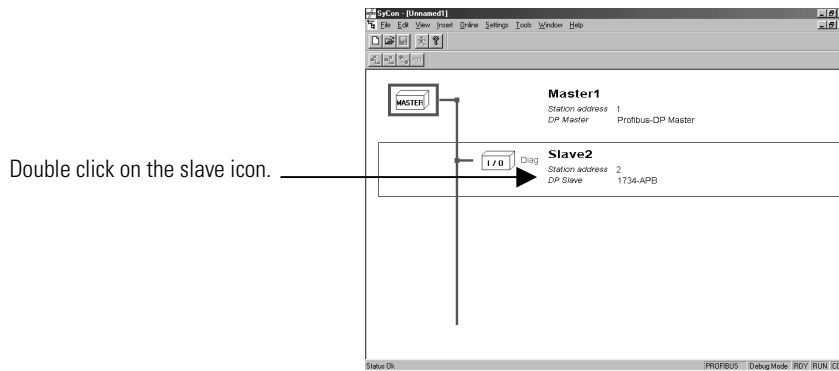 SyCon - [Unnamed1]
File Edit View Insert Online Settings Tools Window Help
MASTER
Master1
Station address 1
DP Master Profibus-DP Master
Double click on the slave icon.
I / O
Diag
Slave2
Station address 2
DP Slave 1734-APB
Status Ok
PROFIBUS Debug Mode RDY RUN